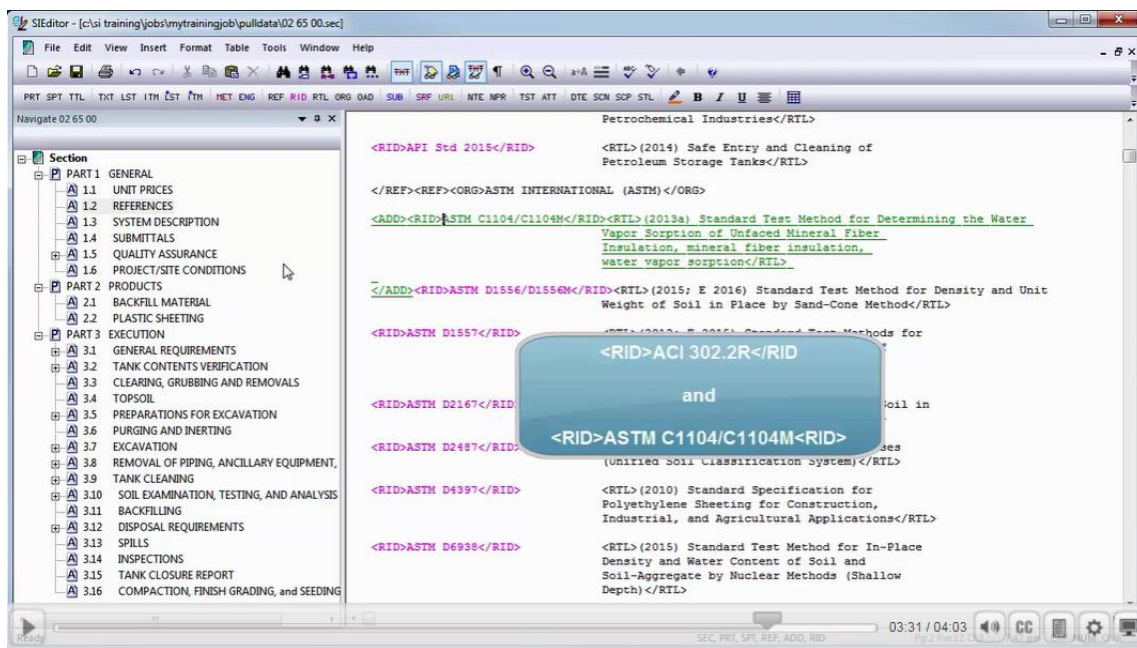 SIEditor - [c:\si training\jobs\mytrainingjob\pulldata\02 65 00.sec]
File Edit View Insert Format Table Tools Window Help
PRT SPT TTL TXT LST ITM LST ITM MET ENG REF RID RTL ORG OAD SUB SRF URL NTE NPR TST ATT DTE SCN SCP STL B I U
Navigate 02 65 00
Section
PART 1 GENERAL
1.1 UNIT PRICES
1.2 REFERENCES
1.3 SYSTEM DESCRIPTION
1.4 SUBMITTALS
1.5 QUALITY ASSURANCE
1.6 PROJECT/SITE CONDITIONS
PART 2 PRODUCTS
2.1 BACKFILL MATERIAL
2.2 PLASTIC SHEETING
PART 3 EXECUTION
3.1 GENERAL REQUIREMENTS
3.2 TANK CONTENTS VERIFICATION
3.3 CLEARING, GRUBBING AND REMOVALS
3.4 TOPSOIL
3.5 PREPARATIONS FOR EXCAVATION
3.6 PURGING AND INERTING
3.7 EXCAVATION
3.8 REMOVAL OF PIPING, ANCILLARY EQUIPMENT,
3.9 TANK CLEANING
3.10 SOIL EXAMINATION, TESTING, AND ANALYSIS
3.11 BACKFILLING
3.12 DISPOSAL REQUIREMENTS
3.13 SPILLS
3.14 INSPECTIONS
3.15 TANK CLOSURE REPORT
3.16 COMPACTION, FINISH GRADING, and SEEDING
Petrochemical Industries</RTL>
<RID>API Std 2015</RID> <RTL>(2014) Safe Entry and Cleaning of
Petroleum Storage Tanks</RTL>
</REF><REF><ORG>ASTM INTERNATIONAL (ASTM)</ORG>
<ADD><RID>ASTM C1104/C1104M</RID><RTL>(2013a) Standard Test Method for Determining the Water
Vapor Sorption of Unfaced Mineral Fiber
Insulation, mineral fiber insulation,
water vapor sorption</RTL>
</ADD><RID>ASTM D1556/D1556M</RID><RTL>(2015; E 2016) Standard Test Method for Density and Unit
Weight of Soil in Place by Sand-Cone Method</RTL>
<RID>ASTM D1557</RID> <RTL>(2012; E 2015) Standard Test Methods for
<RID>ACI 302.2R</RID
and
<RID>ASTM C1104/C1104M<RID>
<RID>ASTM D2167</RID Soil in
<RID>ASTM D2487</RID> ses
(Unified Soil Classification System)</RTL>
<RID>ASTM D4397</RID> <RTL>(2010) Standard Specification for
Polyethylene Sheeting for Construction,
Industrial, and Agricultural Applications</RTL>
<RID>ASTM D6938</RID> <RTL>(2015) Standard Test Method for In-Place
Density and Water Content of Soil and
Soil-Aggregate by Nuclear Methods (Shallow
Depth)</RTL>
03:31 / 04:03 CC
Ready SEC, PRT, SPT, REF, ADD, RID